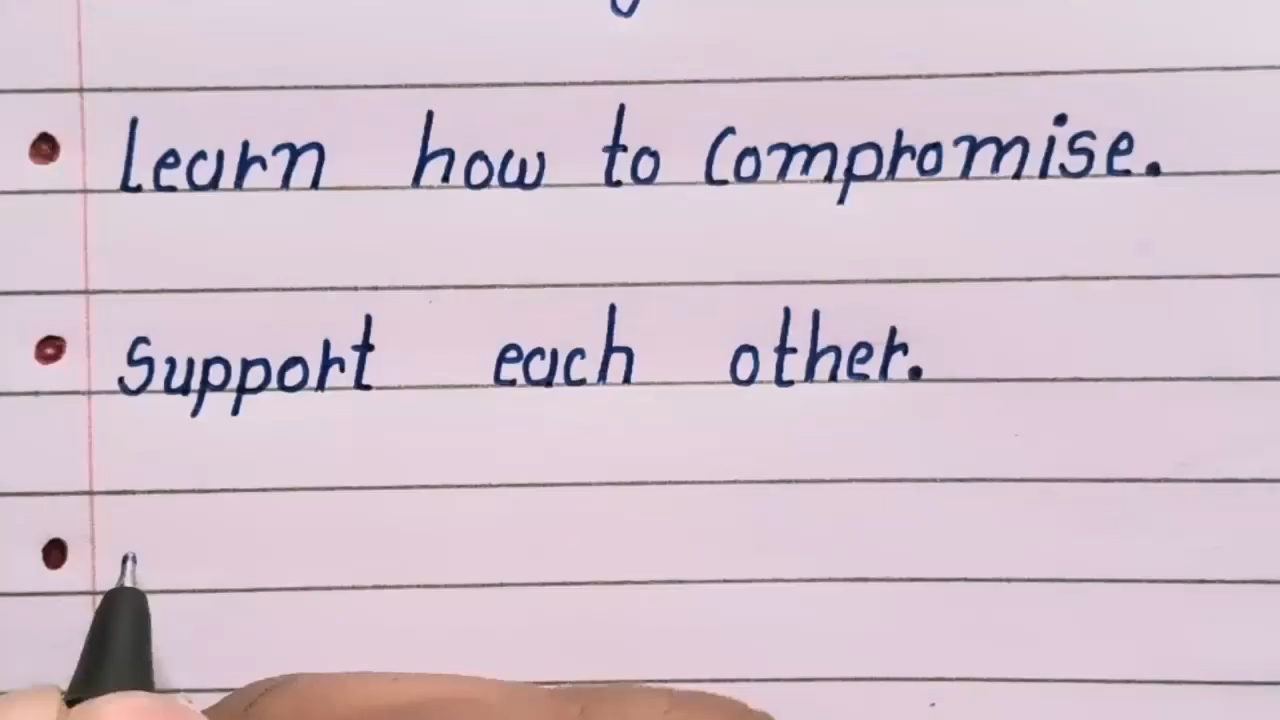 • Learn how to Compromise.
• Support each other.
•